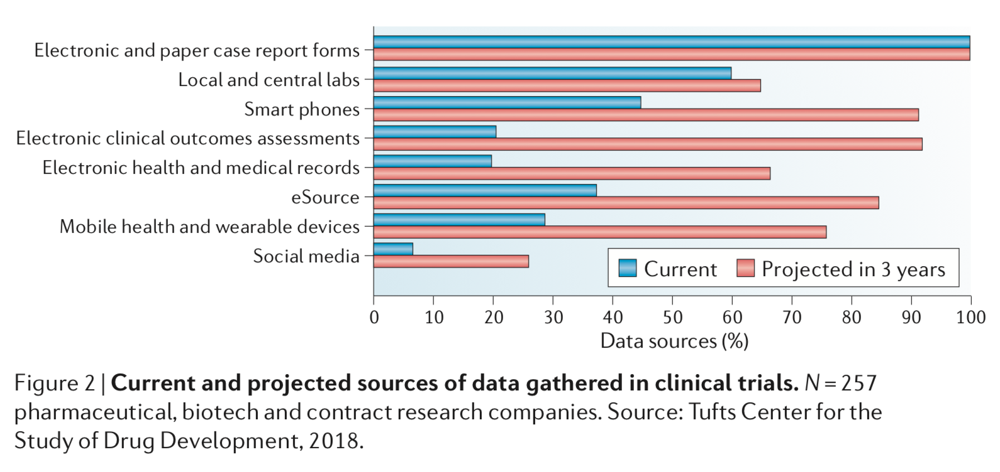 Electronic and paper case report forms
Local and central labs
Smart phones
Electronic clinical outcomes assessments
Electronic health and medical records
eSource
Mobile health and wearable devices
Social media
Current
Projected in 3 years
0 10 20 30 40 50 60 70 80 90 100
Data sources (%)
Figure 2 | Current and projected sources of data gathered in clinical trials. N = 257
pharmaceutical, biotech and contract research companies. Source: Tufts Center for the
Study of Drug Development, 2018.